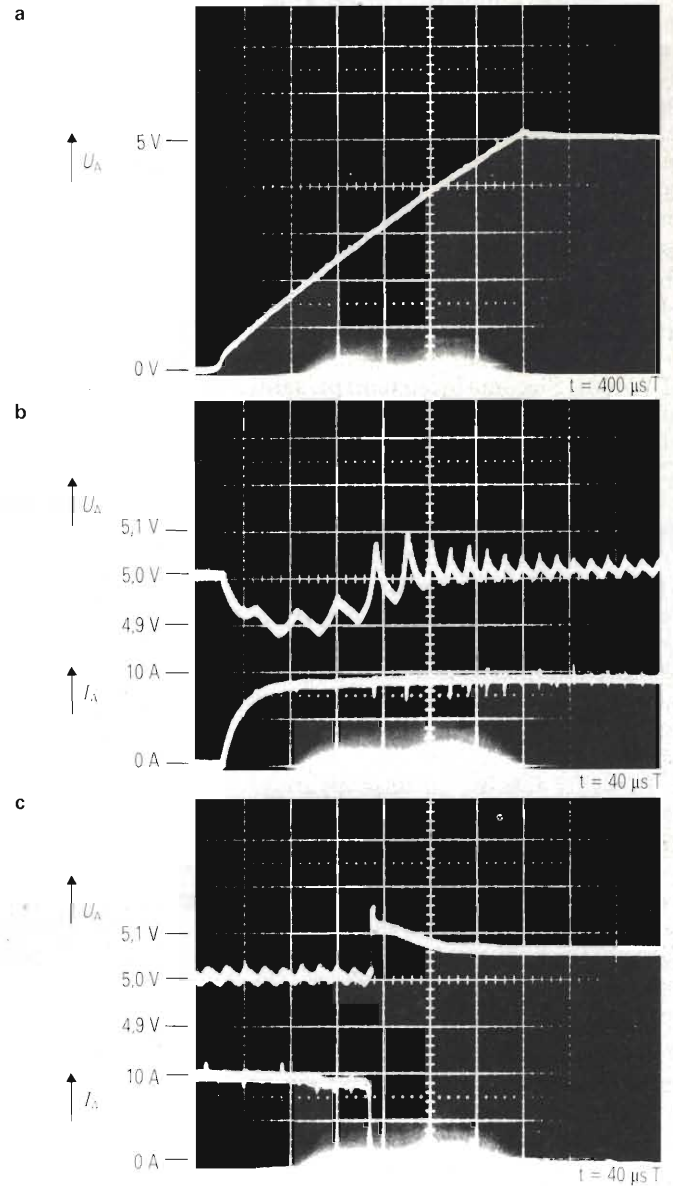 a
5 V
U_A
0 V
t = 400 µs/T
b
U_A
5,1 V
5,0 V
4,9 V
10 A
I_A
0 A
t = 40 µs T
c
U_A
5,1 V
5,0 V
4,9 V
10 A
I_A
0 A
t = 40 µs T